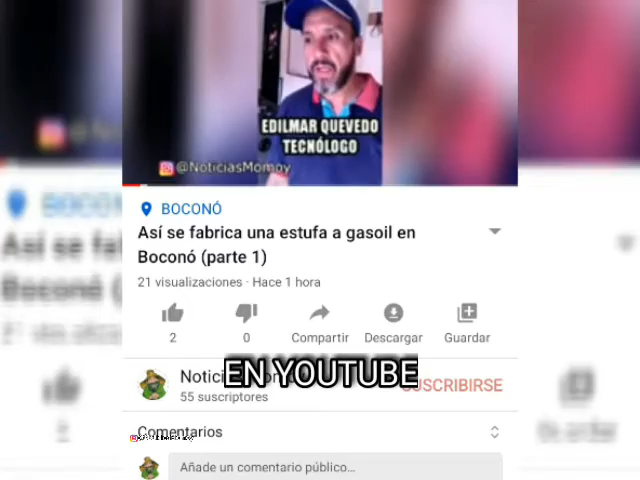 EDILMAR QUEVEDO
TECNÓLOGO
@NoticiasMomoy
BOCONÓ
Así se fabrica una estufa a gasoil en
Boconó (parte 1)
21 visualizaciones · Hace 1 hora
2
0
Compartir
Descargar
Guardar
EN YOUTUBE
SUSCRIBIRSE
55 suscriptores
Comentarios
Añade un comentario público...